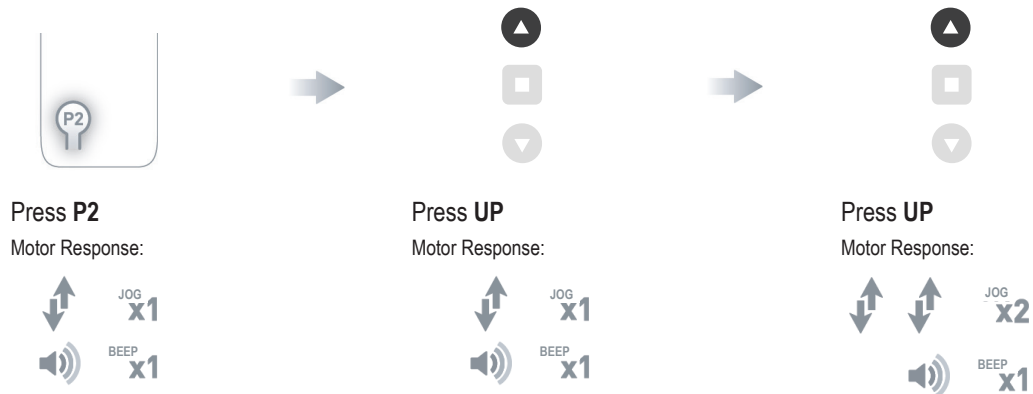 P2
Press P2
Motor Response:
JOG
x1
BEEP
x1
Press UP
Motor Response:
JOG
x1
BEEP
x1
Press UP
Motor Response:
JOG
x2
BEEP
x1